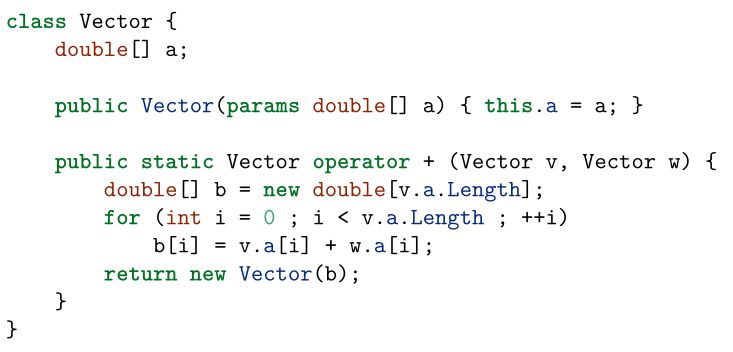 class Vector {
    double[] a;

    public Vector(params double[] a) { this.a = a; }

    public static Vector operator + (Vector v, Vector w) {
        double[] b = new double[v.a.Length];
        for (int i = 0 ; i < v.a.Length ; ++i)
            b[i] = v.a[i] + w.a[i];
        return new Vector(b);
    }
}